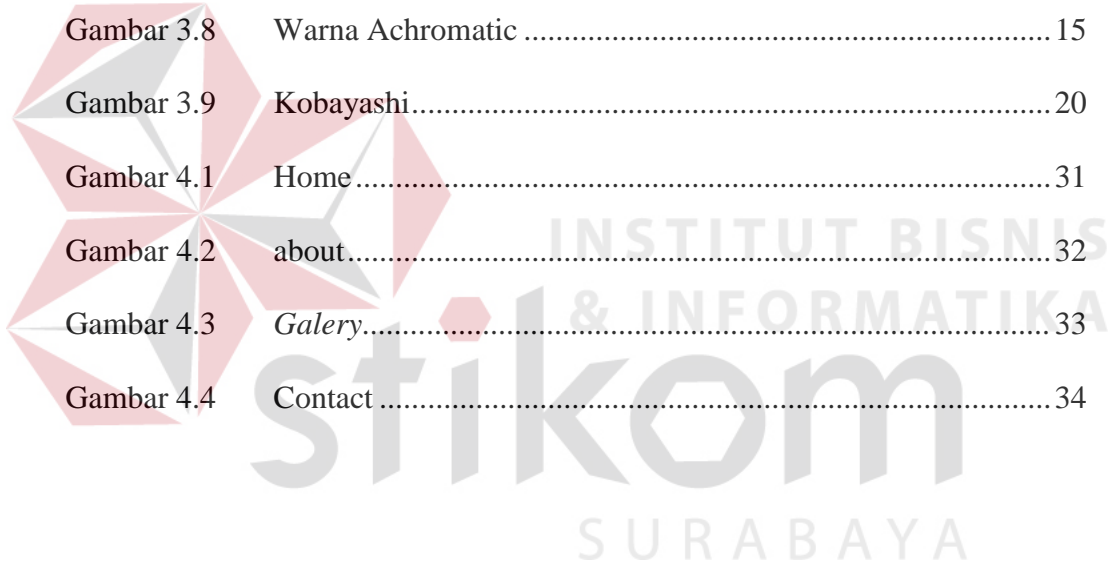 Gambar 3.8 Warna Achromatic ........................................................................ 15
Gambar 3.9 Kobayashi ........................................................................ 20
Gambar 4.1 Home ........................................................................ 31
INSTITUT BISNIS
Gambar 4.2 about ........................................................................ 32
& INFORMATIKA
Gambar 4.3 Galery ........................................................................ 33
stikom
Gambar 4.4 Contact ........................................................................ 34
SURABAYA